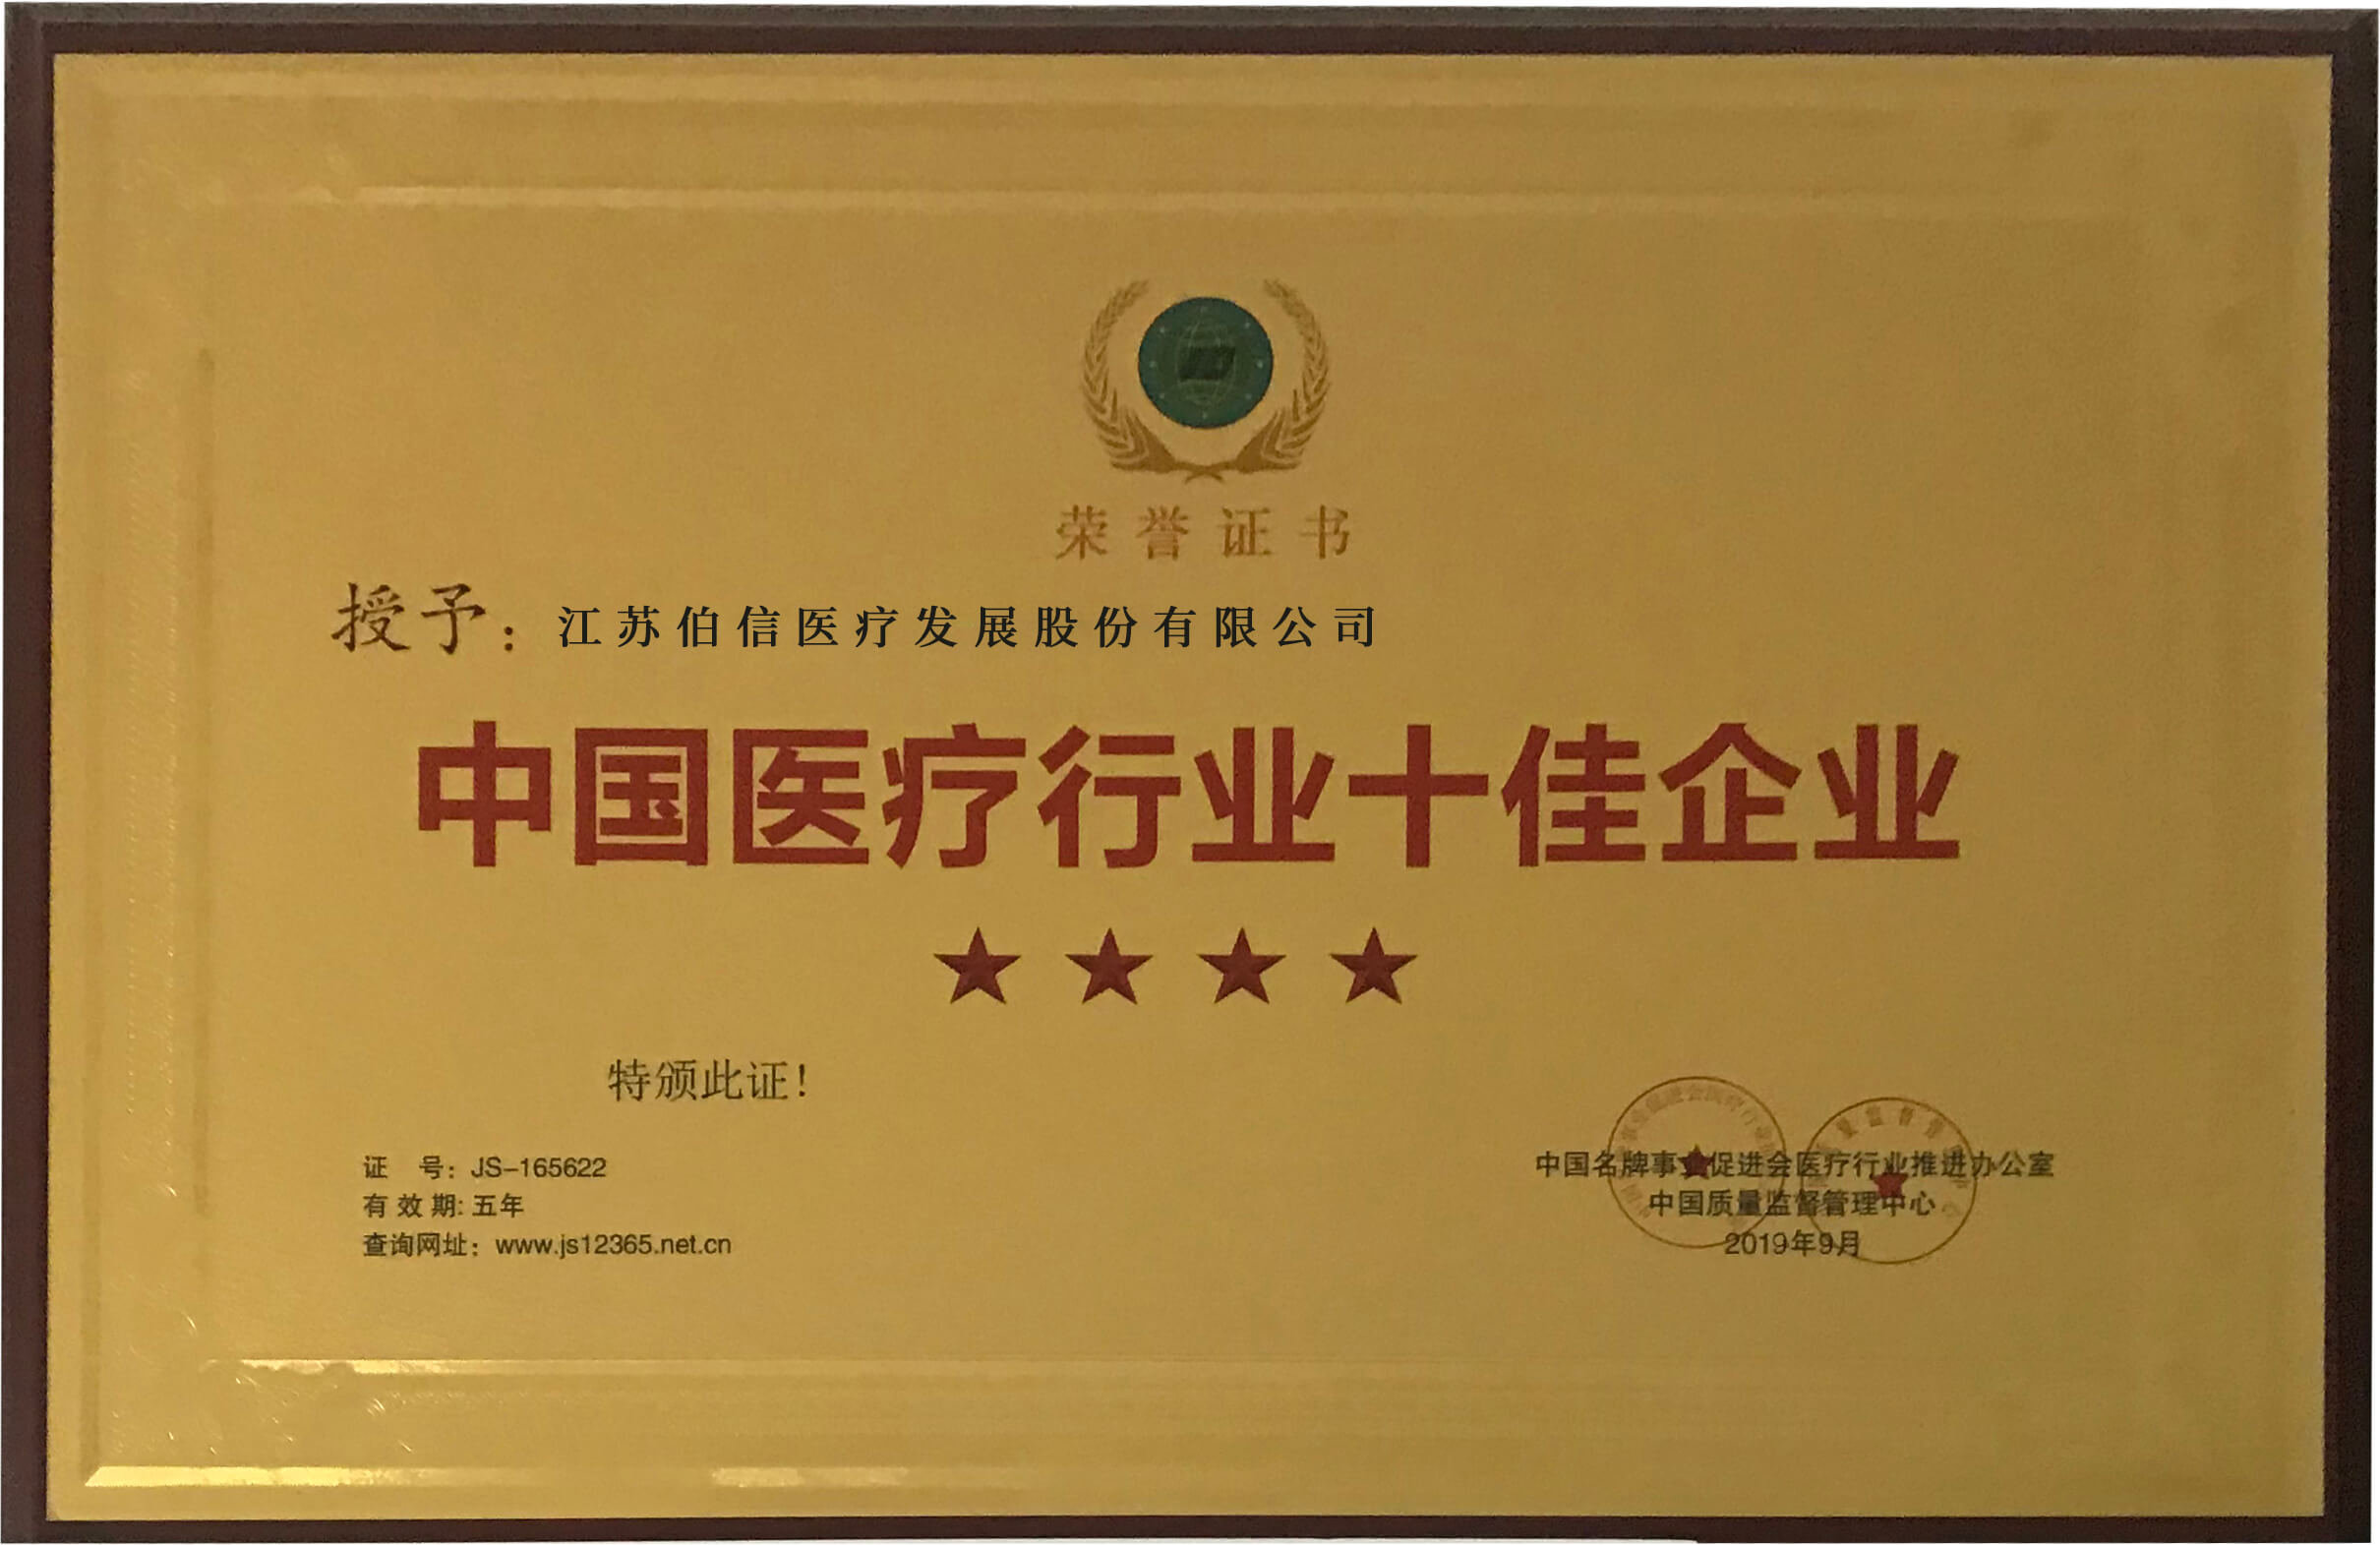 荣誉证书
授予：江苏伯信医疗发展股份有限公司
中国医疗行业十佳企业
特颁此证！
证 号：JS-165622
有效期：五年
查询网址：www.js12365.net.cn
中国名牌事业促进会医疗行业推进办公室
中国质量监督管理中心
2019年9月